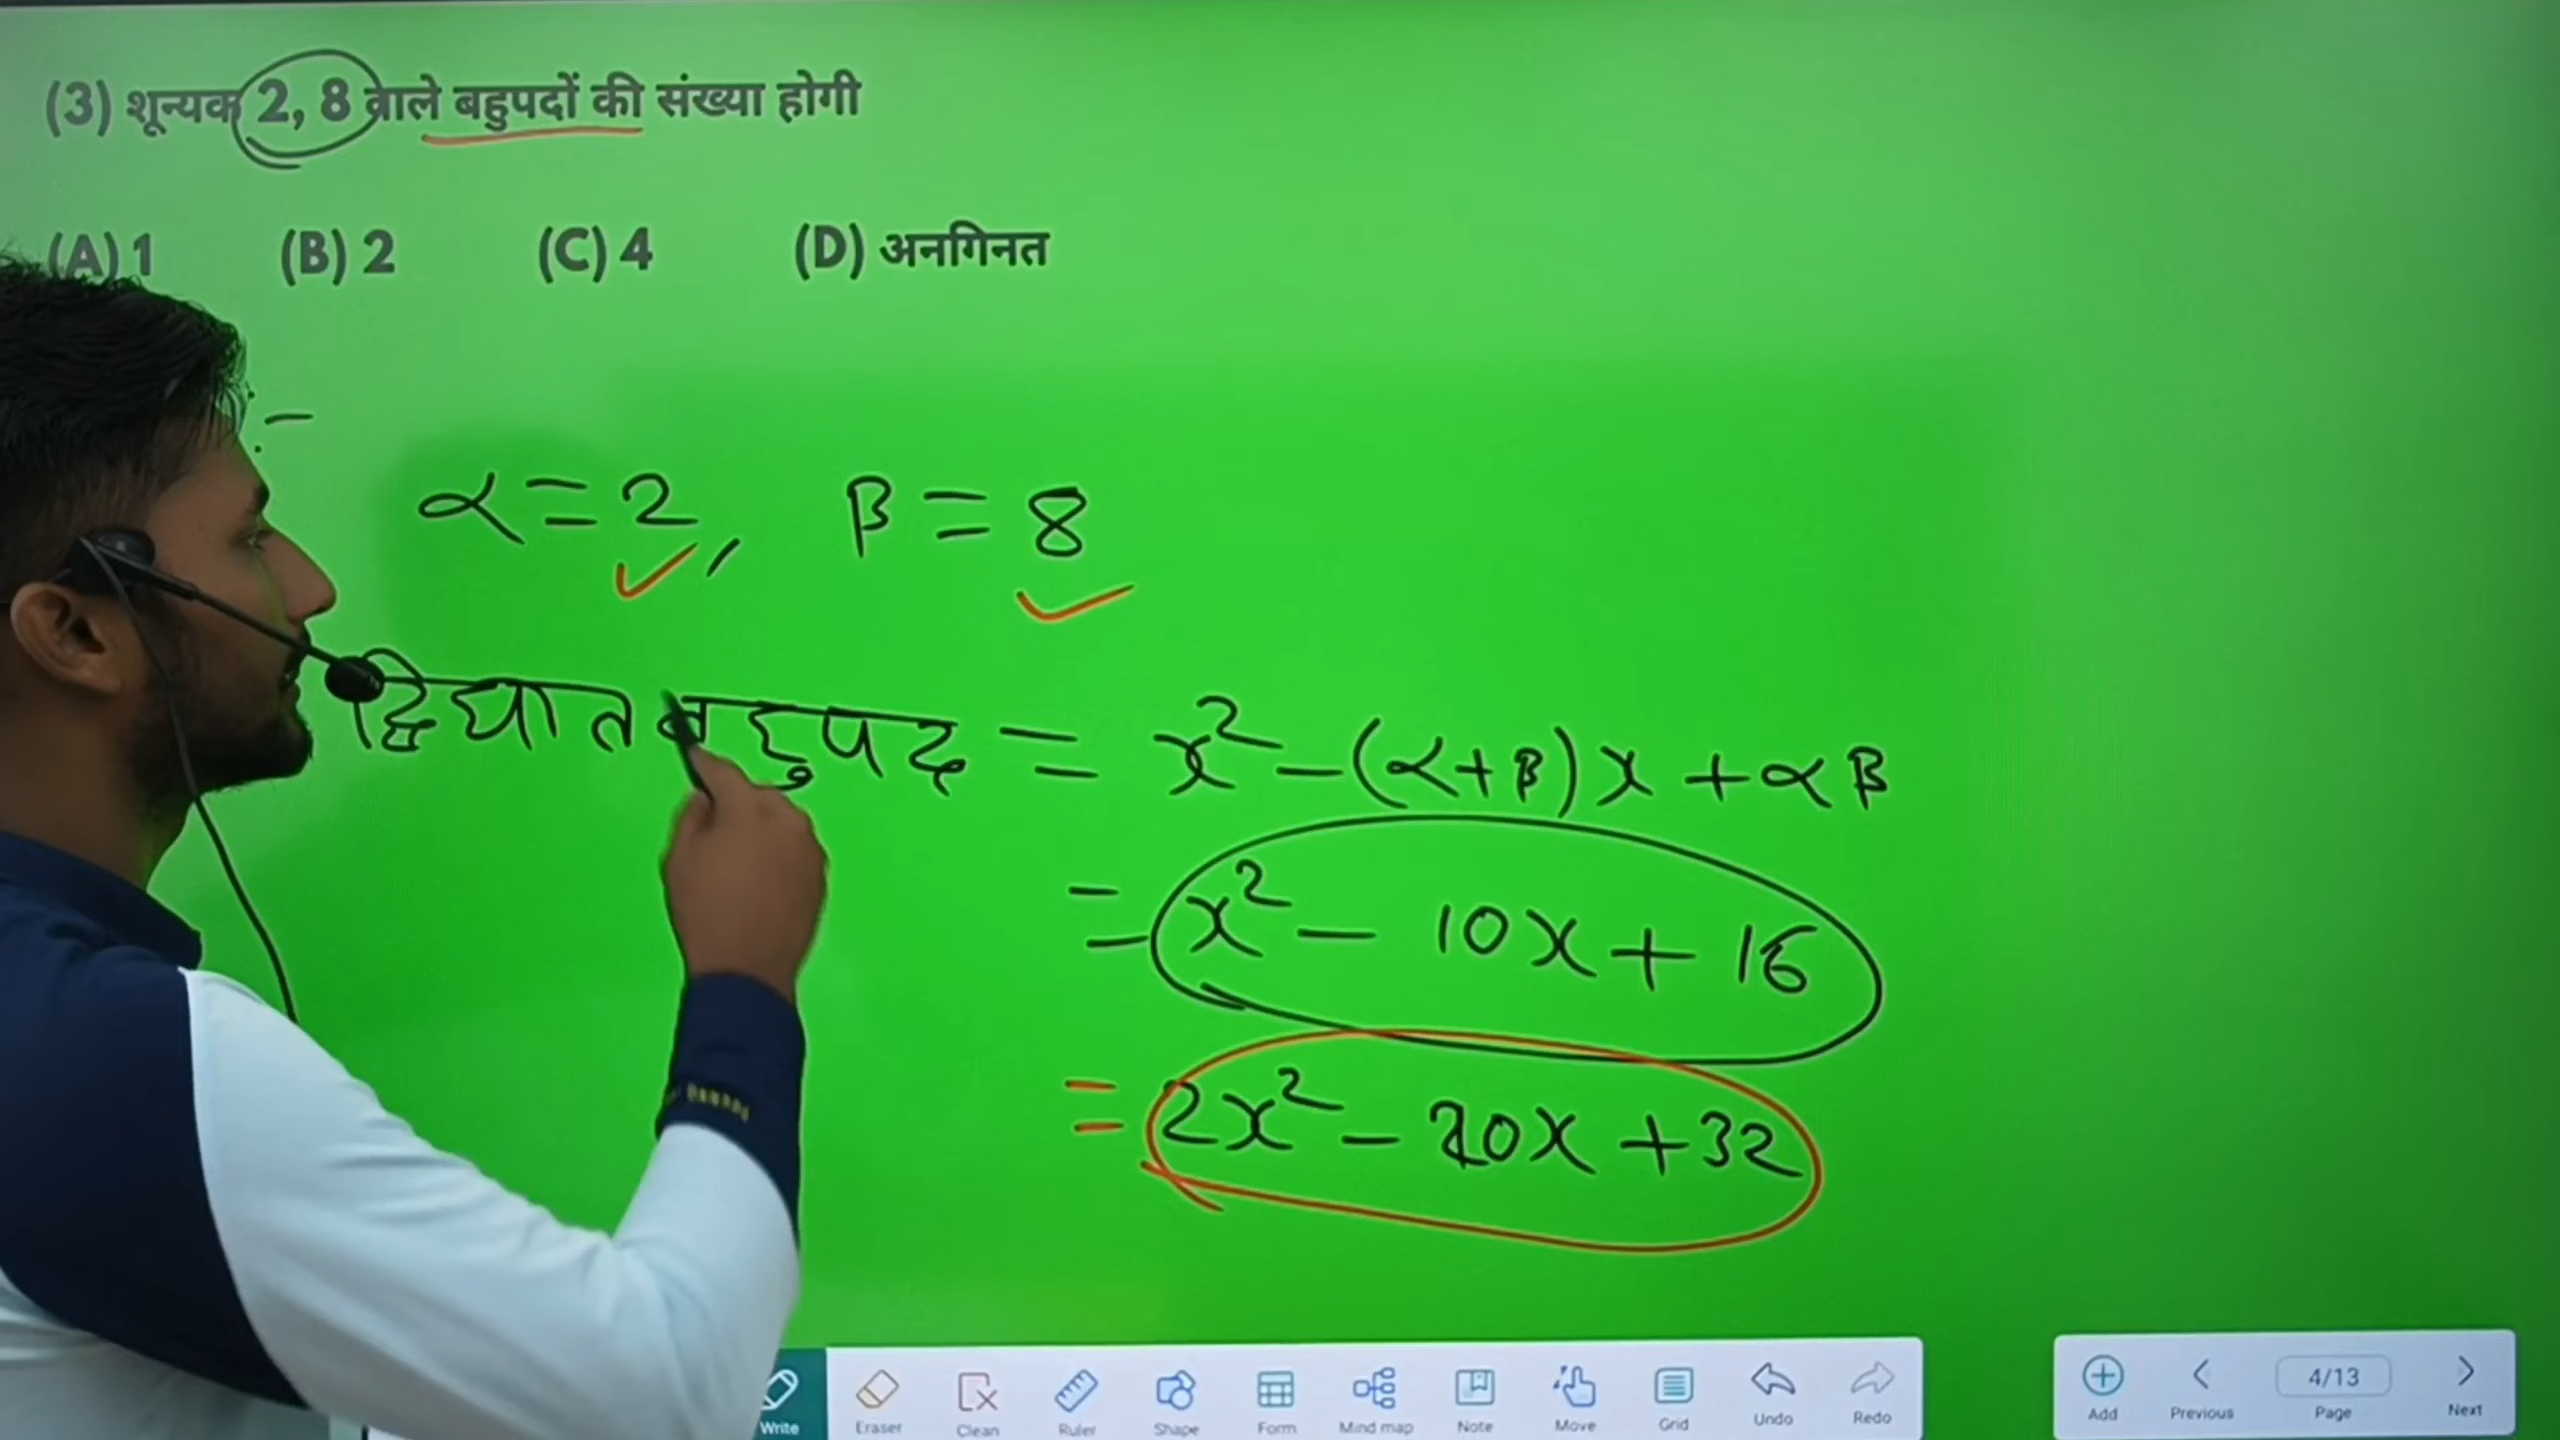 (3) शून्यक 2, 8 वाले बहुपदों की संख्या होगी
(A) 1 (B) 2 (C) 4 (D) अनगिनत
:-
α = 2, β = 8
द्विघात बहुपद = x² - (α+β)x + αβ
= x² - 10x + 16
= 2x² - 20x + 32
Write Eraser Clean Ruler Shape Form Mind map Note Move Grid Undo Redo
Add Previous 4/13 Page Next